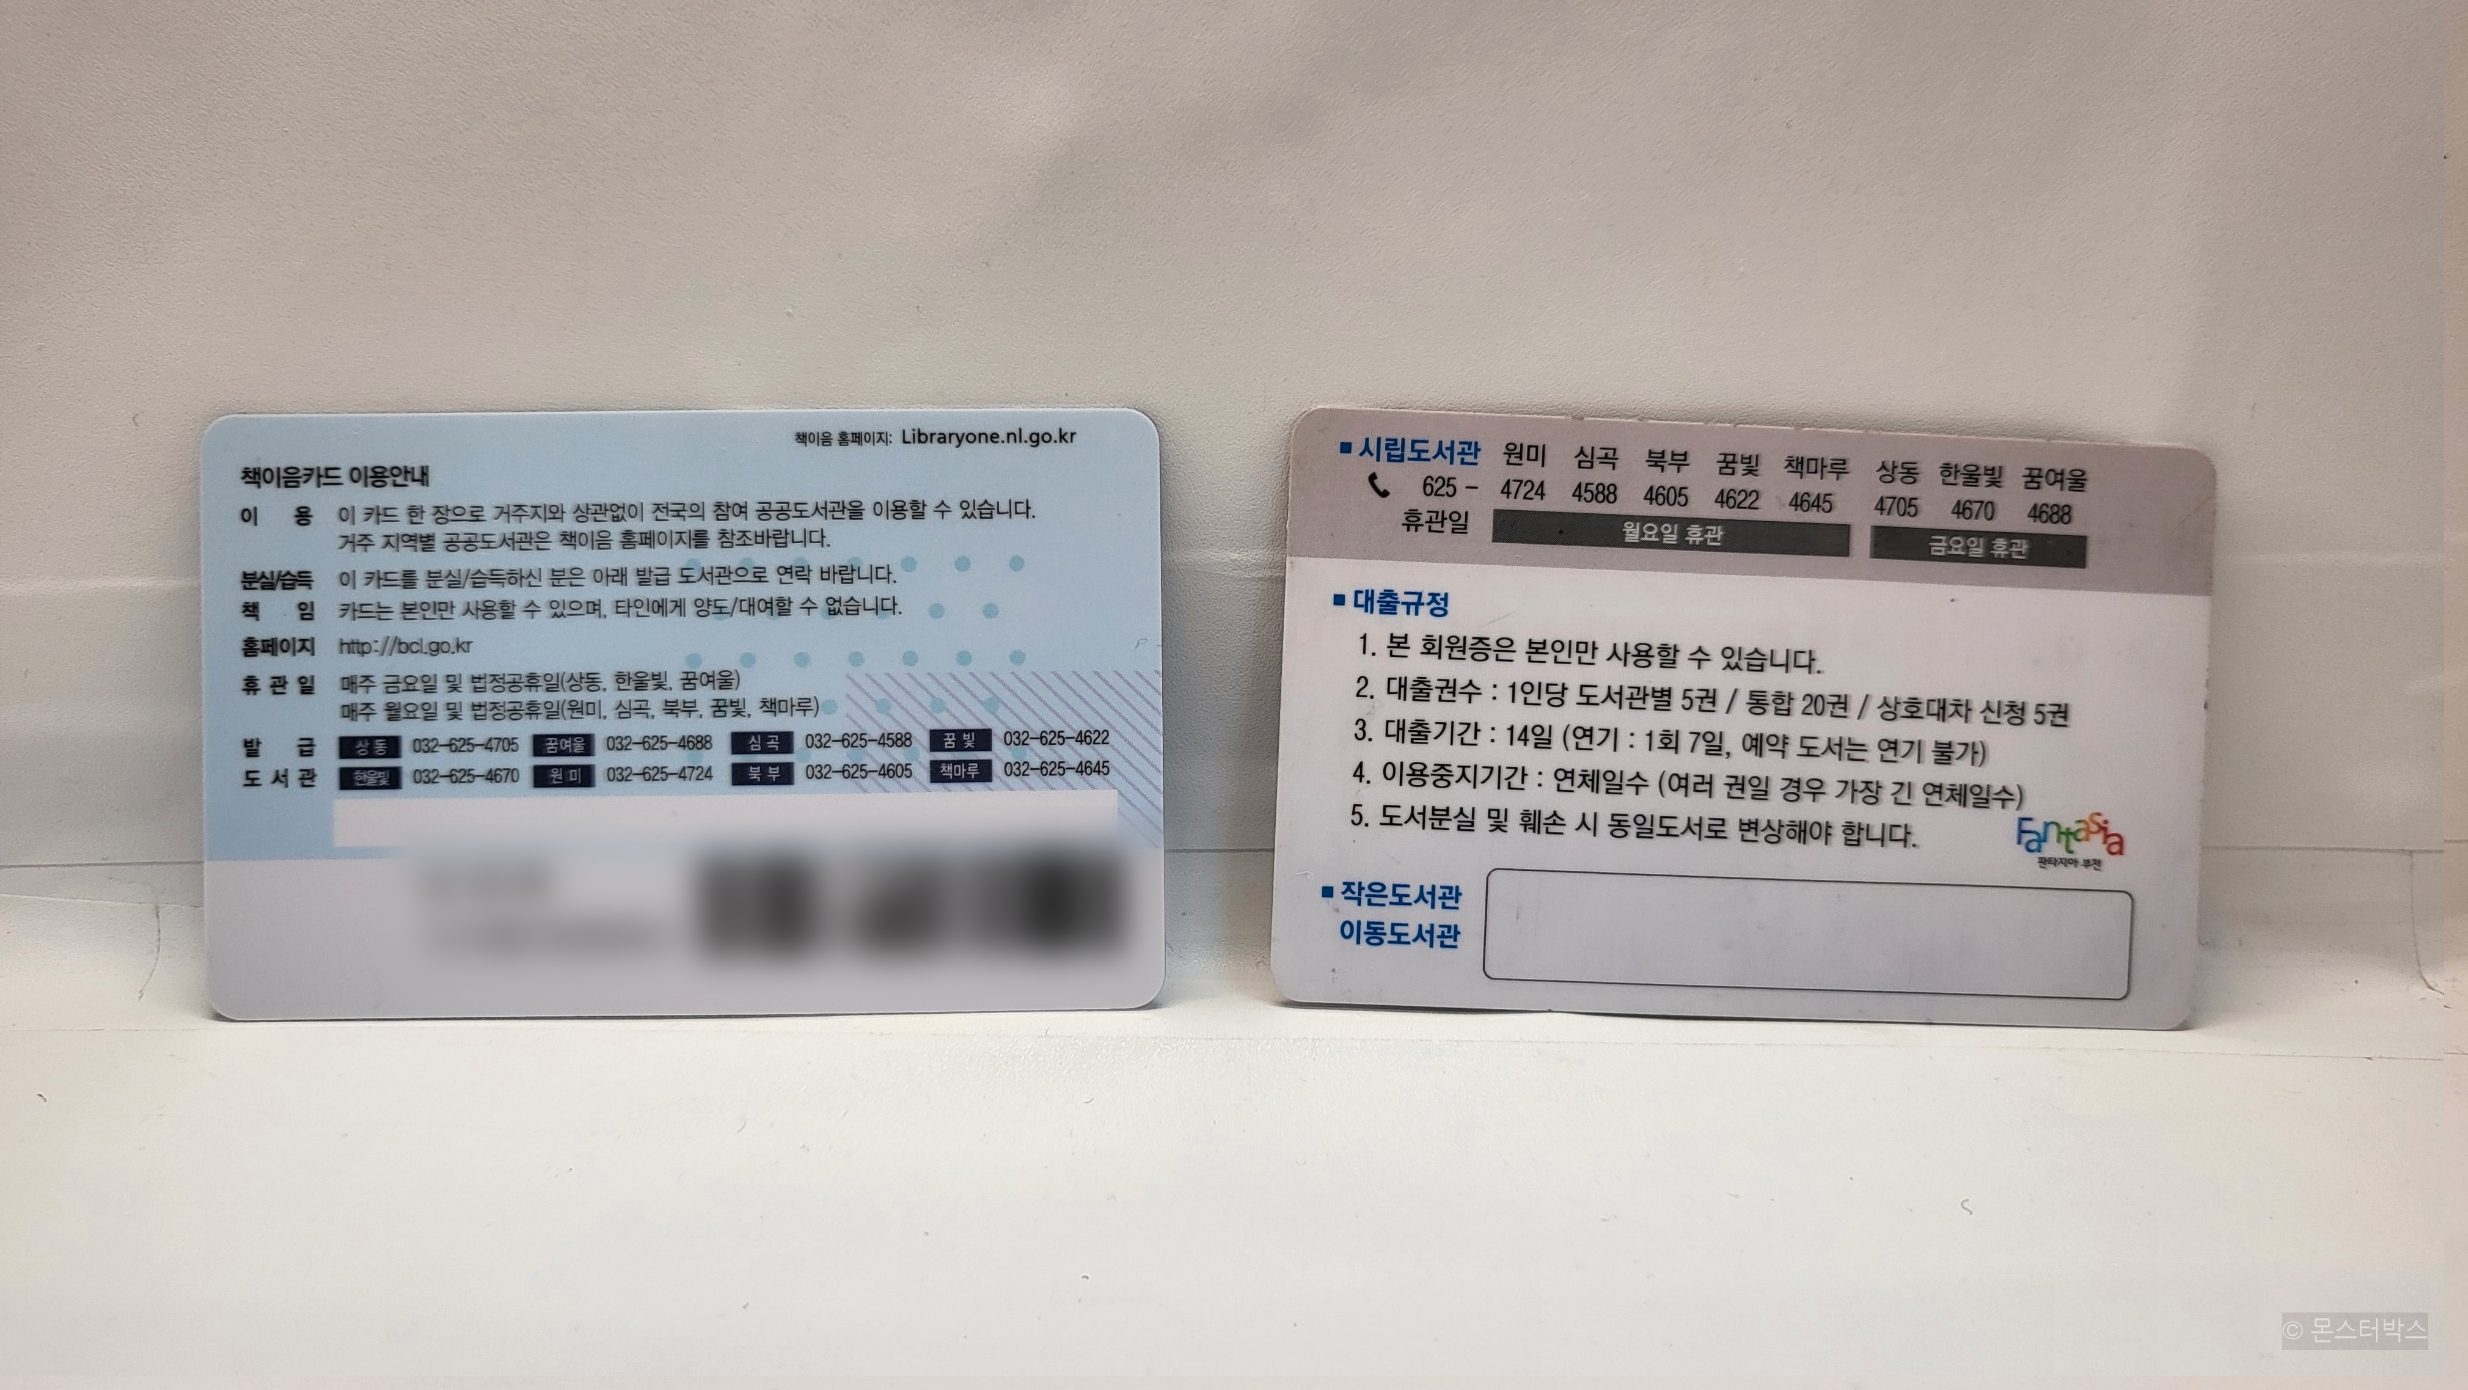 책이음 홈페이지: Libraryone.nl.go.kr
책이음카드 이용안내
이 용 이 카드 한 장으로 거주지와 상관없이 전국의 참여 공공도서관을 이용할 수 있습니다.
거주 지역별 공공도서관은 책이음 홈페이지를 참조바랍니다.
분실/습득 이 카드를 분실/습득하신 분은 아래 발급 도서관으로 연락 바랍니다.
책 임 카드는 본인만 사용할 수 있으며, 타인에게 양도/대여할 수 없습니다.
홈페이지 http://bcl.go.kr
휴 관 일 매주 금요일 및 법정공휴일(상동, 한울빛, 꿈여울)
매주 월요일 및 법정공휴일(원미, 심곡, 북부, 꿈빛, 책마루)
발 급 상 동 032-625-4705 꿈여울 032-625-4688 심 곡 032-625-4588 꿈 빛 032-625-4622
도 서 관 한울빛 032-625-4670 원 미 032-625-4724 북 부 032-625-4605 책마루 032-625-4645
■ 시립도서관 원미 심곡 북부 꿈빛 책마루 상동 한울빛 꿈여울
625 - 4724 4588 4605 4622 4645 4705 4670 4688
휴관일 월요일 휴관 금요일 휴관
■ 대출규정
1. 본 회원증은 본인만 사용할 수 있습니다.
2. 대출권수 : 1인당 도서관별 5권 / 통합 20권 / 상호대차 신청 5권
3. 대출기간 : 14일 (연기 : 1회 7일, 예약 도서는 연기 불가)
4. 이용중지기간 : 연체일수 (여러 권일 경우 가장 긴 연체일수)
5. 도서분실 및 훼손 시 동일도서로 변상해야 합니다.
Fantasia
판타지아 부천
■ 작은도서관
이동도서관
© 몬스터박스